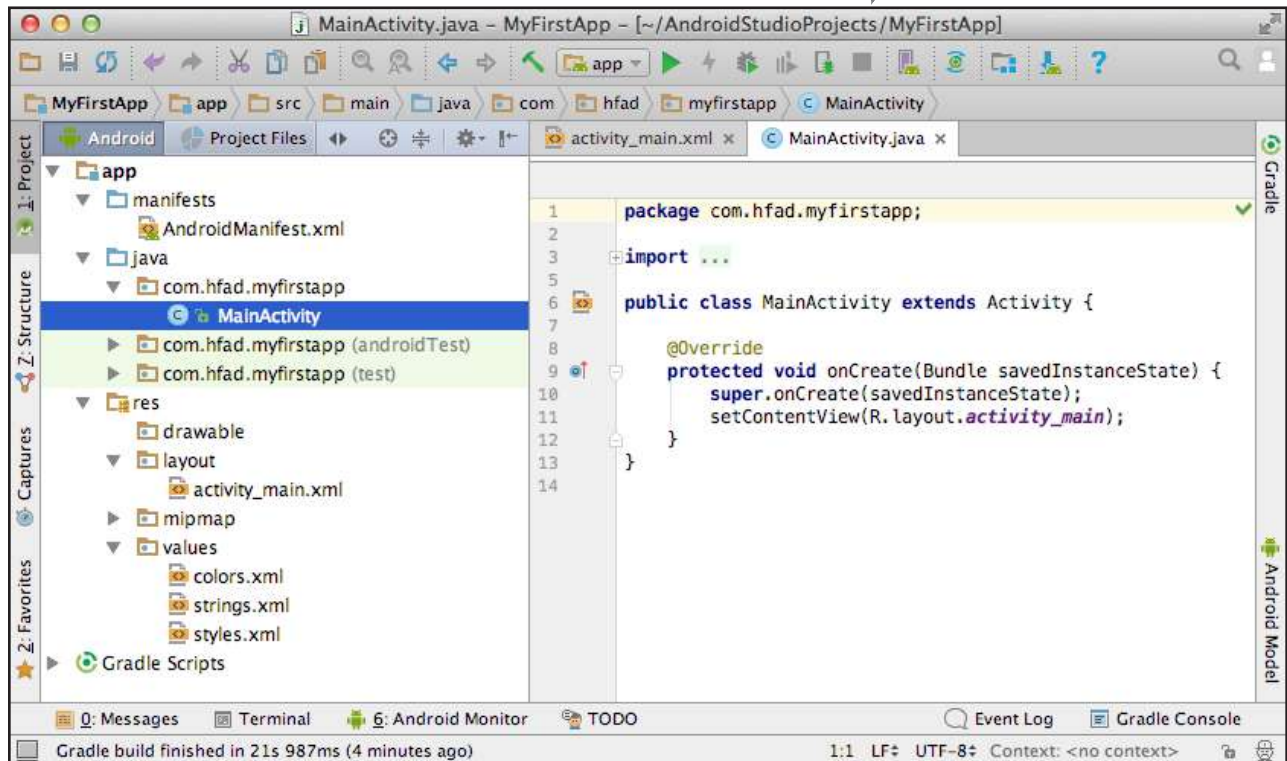 MainActivity.java - MyFirstApp - [~/AndroidStudioProjects/MyFirstApp]
app
?
MyFirstApp app src main java com hfad myfirstapp C MainActivity
1: Project
Z: Structure
Captures
2: Favorites
Android Project Files
app
manifests
AndroidManifest.xml
java
com.hfad.myfirstapp
C MainActivity
com.hfad.myfirstapp (androidTest)
com.hfad.myfirstapp (test)
res
drawable
layout
activity_main.xml
mipmap
values
colors.xml
strings.xml
styles.xml
Gradle Scripts
activity_main.xml × C MainActivity.java ×
1 package com.hfad.myfirstapp;
2
3 import ...
5
6 public class MainActivity extends Activity {
7
8 @Override
9 protected void onCreate(Bundle savedInstanceState) {
10 super.onCreate(savedInstanceState);
11 setContentView(R.layout.activity_main);
12 }
13 }
14
Gradle
Android Model
0: Messages Terminal 6: Android Monitor TODO Event Log Gradle Console
Gradle build finished in 21s 987ms (4 minutes ago) 1:1 LF÷ UTF-8÷ Context: <no context>